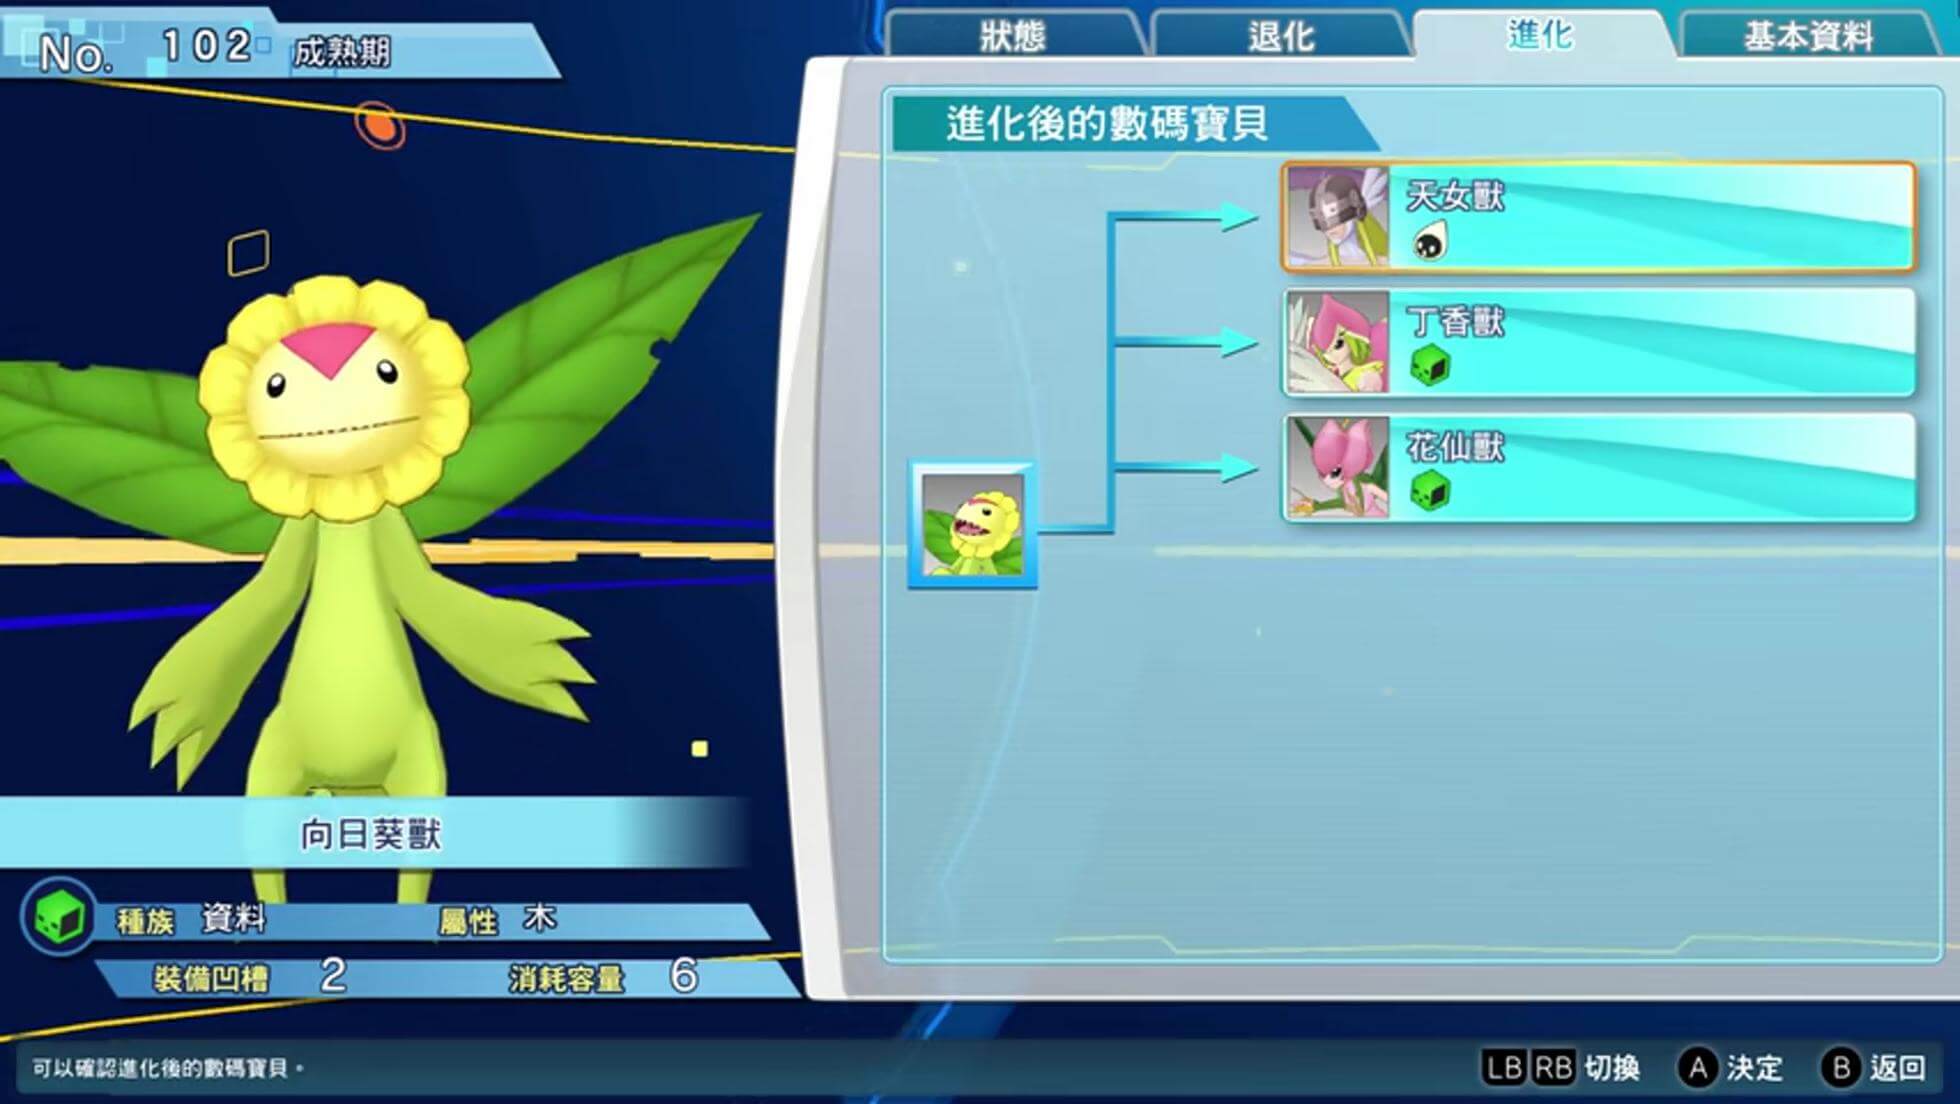 No. 102 成熟期
狀態 退化 進化 基本資料
進化後的數碼寶貝
天女獸
丁香獸
花仙獸
向日葵獸
種族 資料 屬性 木
裝備凹槽 2 消耗容量 6
可以確認進化後的數碼寶貝。
LB RB 切換 A 決定 B 返回